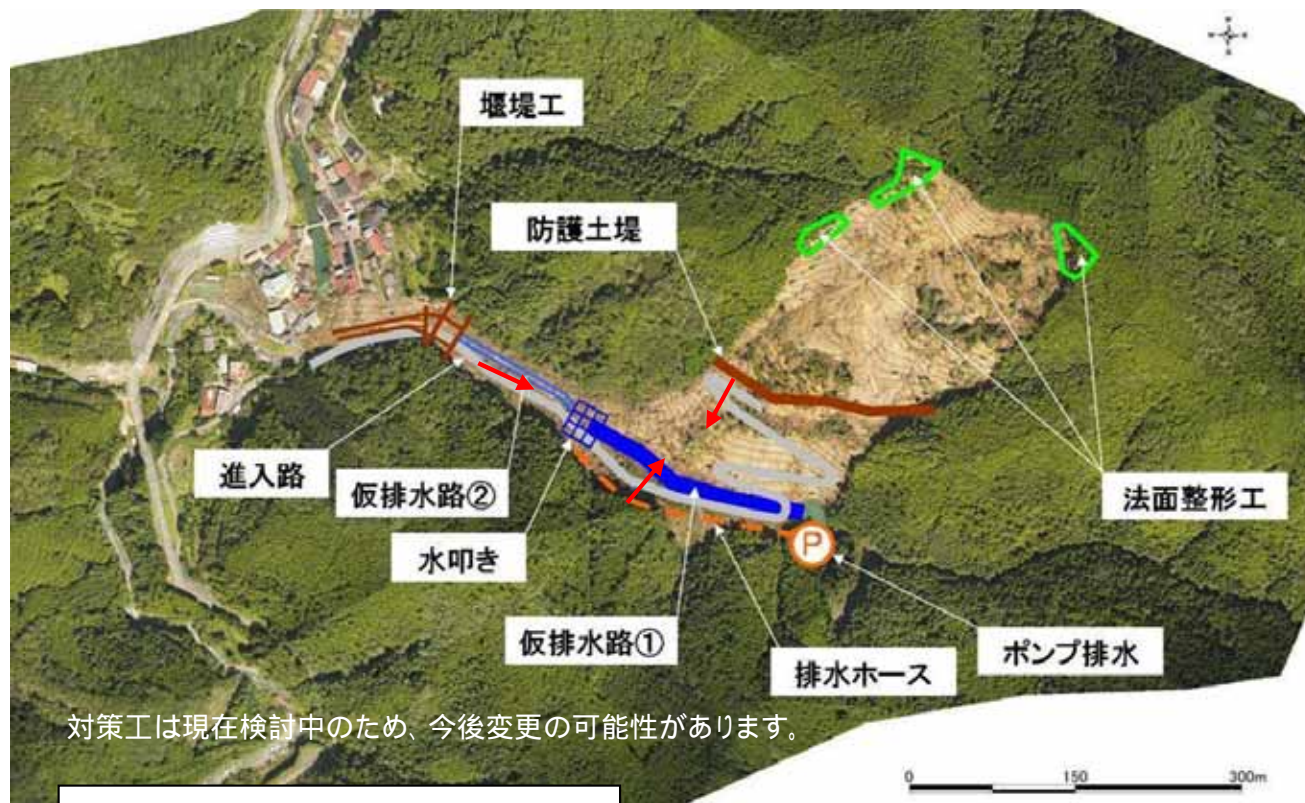 堰堤工
防護土堤
進入路
仮排水路②
水叩き
仮排水路①
排水ホース
ポンプ排水
法面整形工
P
対策工は現在検討中のため、今後変更の可能性があります。
0 150 300m